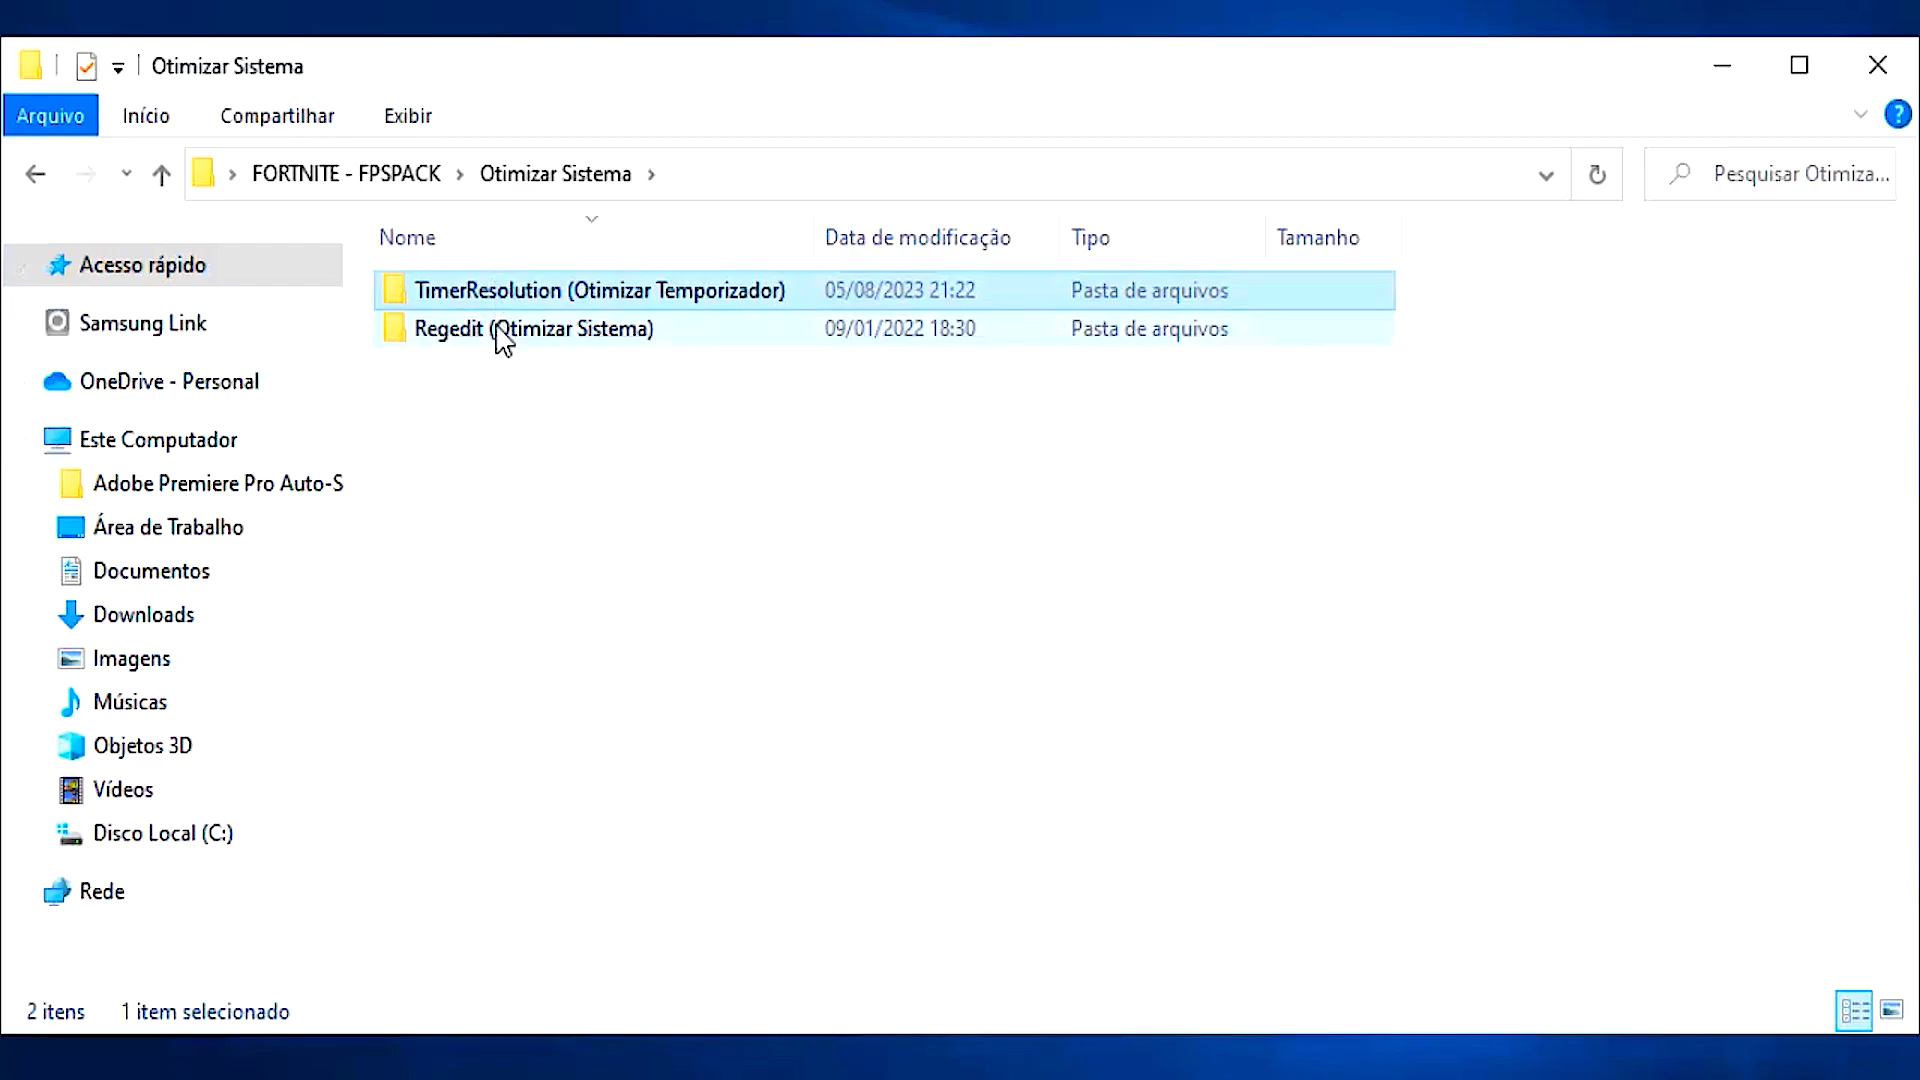 Otimizar Sistema
Arquivo Início Compartilhar Exibir
FORTNITE - FPSPACK Otimizar Sistema Pesquisar Otimiza...
Nome Data de modificação Tipo Tamanho
TimerResolution (Otimizar Temporizador) 05/08/2023 21:22 Pasta de arquivos
Regedit (Otimizar Sistema) 09/01/2022 18:30 Pasta de arquivos
Acesso rápido
Samsung Link
OneDrive - Personal
Este Computador
Adobe Premiere Pro Auto-S
Área de Trabalho
Documentos
Downloads
Imagens
Músicas
Objetos 3D
Vídeos
Disco Local (C:)
Rede
2 itens 1 item selecionado